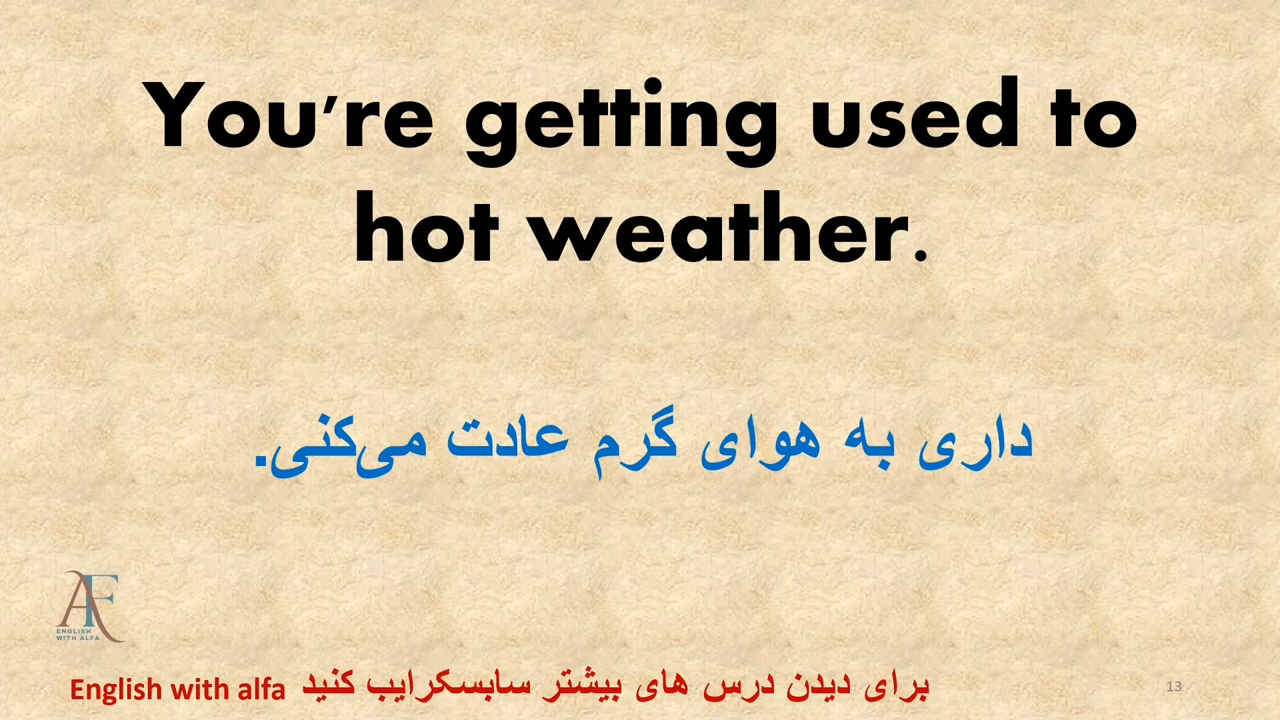 You're getting used to
hot weather.
داری به هوای گرم عادت می‌کنی.
AF
ENGLISH
WITH ALFA
English with alfa برای دیدن درس های بیشتر سابسکرایب کنید
13